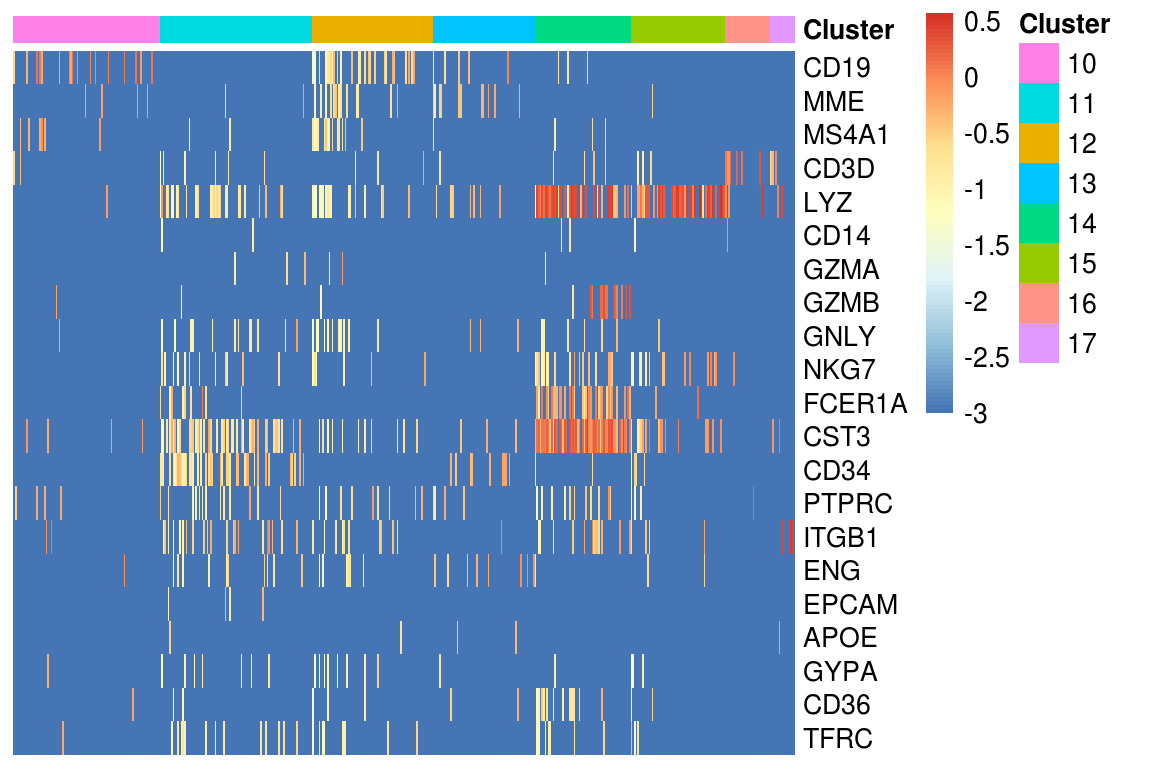 Cluster
CD19
MME
MS4A1
CD3D
LYZ
CD14
GZMA
GZMB
GNLY
NKG7
FCER1A
CST3
CD34
PTPRC
ITGB1
ENG
EPCAM
APOE
GYPA
CD36
TFRC
0.5
0
-0.5
-1
-1.5
-2
-2.5
-3
Cluster
10
11
12
13
14
15
16
17